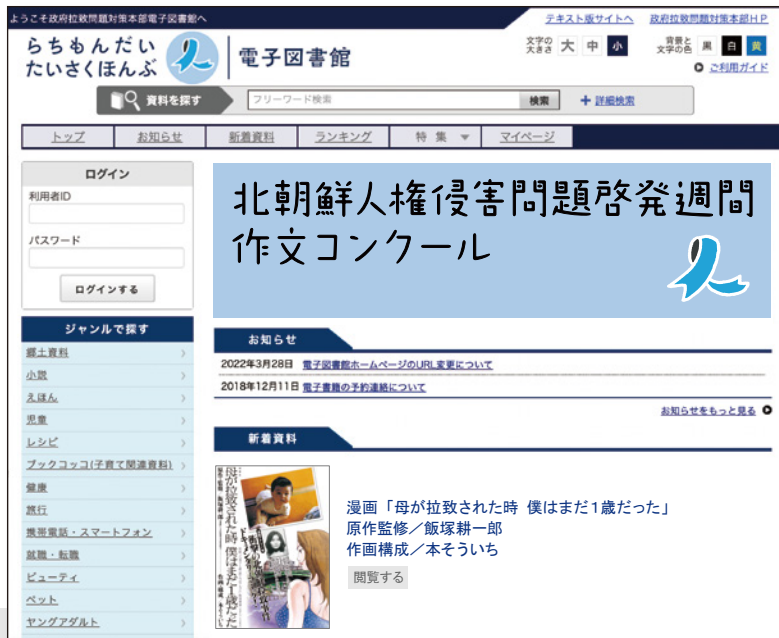 ようこそ政府拉致問題対策本部電子図書館へ
テキスト版サイトへ 政府拉致問題対策本部HP
らちもんだい
たいさくほんぶ
電子図書館
文字の大きさ 大 中 小
背景と文字の色 黒 白 黄
ご利用ガイド
資料を探す フリーワード検索 検索 + 詳細検索
トップ お知らせ 新着資料 ランキング 特集 ▼ マイページ
ログイン
利用者ID
パスワード
ログインする
北朝鮮人権侵害問題啓発週間
作文コンクール
ジャンルで探す
郷土資料
小説
えほん
児童
レシピ
ブックコッコ(子育て関連資料)
健康
旅行
携帯電話・スマートフォン
就職・転職
ビューティ
ペット
ヤングアダルト
お知らせ
2022年3月28日 電子図書館ホームページのURL変更について
2018年12月11日 電子書籍の予約連絡について
お知らせをもっと見る
新着資料
母が拉致された時 僕はまだ1歳だった
漫画「母が拉致された時 僕はまだ1歳だった」
原作監修／飯塚耕一郎
作画構成／本そういち
閲覧する